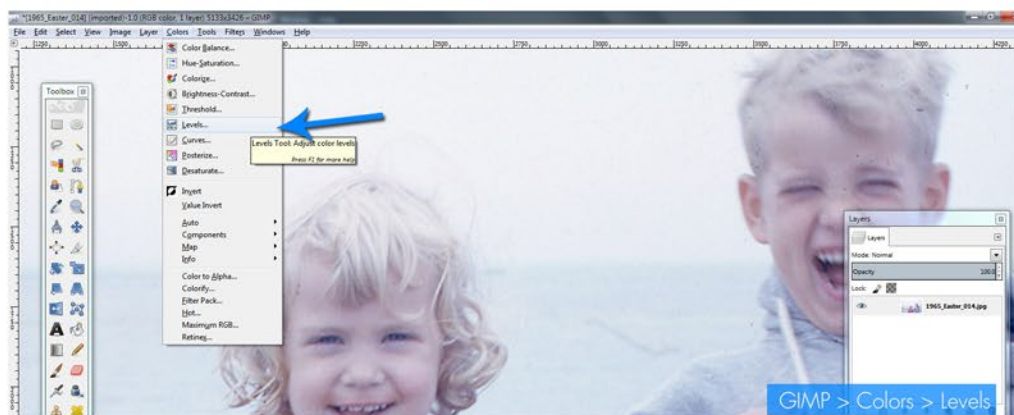 *[1965_Easter_014] (imported)-1.0 (RGB color, 1 layer) 5133x3426 – GIMP
File Edit Select View Image Layer Colors Tools Filters Windows Help
Toolbox
Color Balance...
Hue-Saturation...
Colorize...
Brightness-Contrast...
Threshold...
Levels...
Curves...
Posterize...
Desaturate...
Invert
Value Invert
Auto
Components
Map
Info
Color to Alpha...
Colorify...
Filter Pack...
Hot...
Maximum RGB...
Retinex...
Levels Tool: Adjust color levels
Press F1 for more help
Layers
Layers
Mode: Normal
Opacity 100.0
Lock:
1965_Easter_014.jpg
GIMP > Colors > Levels